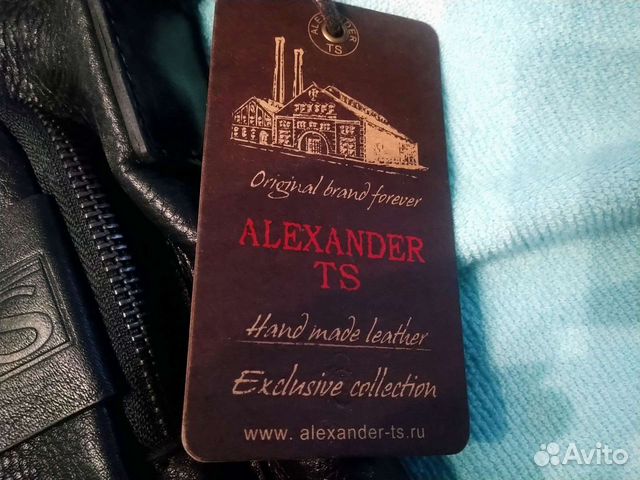 ALEXANDER
TS
Original brand forever
ALEXANDER
TS
Hand made leather
Exclusive collection
www. alexander-ts.ru
S
Avito